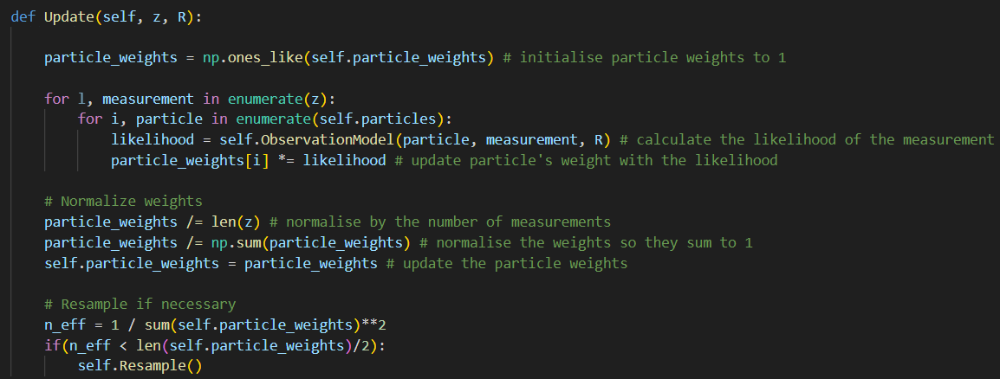 def Update(self, z, R):
particle_weights = np.ones_like(self.particle_weights) # initialise particle weights to 1
for l, measurement in enumerate(z):
for i, particle in enumerate(self.particles):
likelihood = self.ObservationModel(particle, measurement, R) # calculate the likelihood of the measurement
particle_weights[i] *= likelihood # update particle's weight with the likelihood
# Normalize weights
particle_weights /= len(z) # normalise by the number of measurements
particle_weights /= np.sum(particle_weights) # normalise the weights so they sum to 1
self.particle_weights = particle_weights # update the particle weights
# Resample if necessary
n_eff = 1 / sum(self.particle_weights)**2
if(n_eff < len(self.particle_weights)/2):
self.Resample()